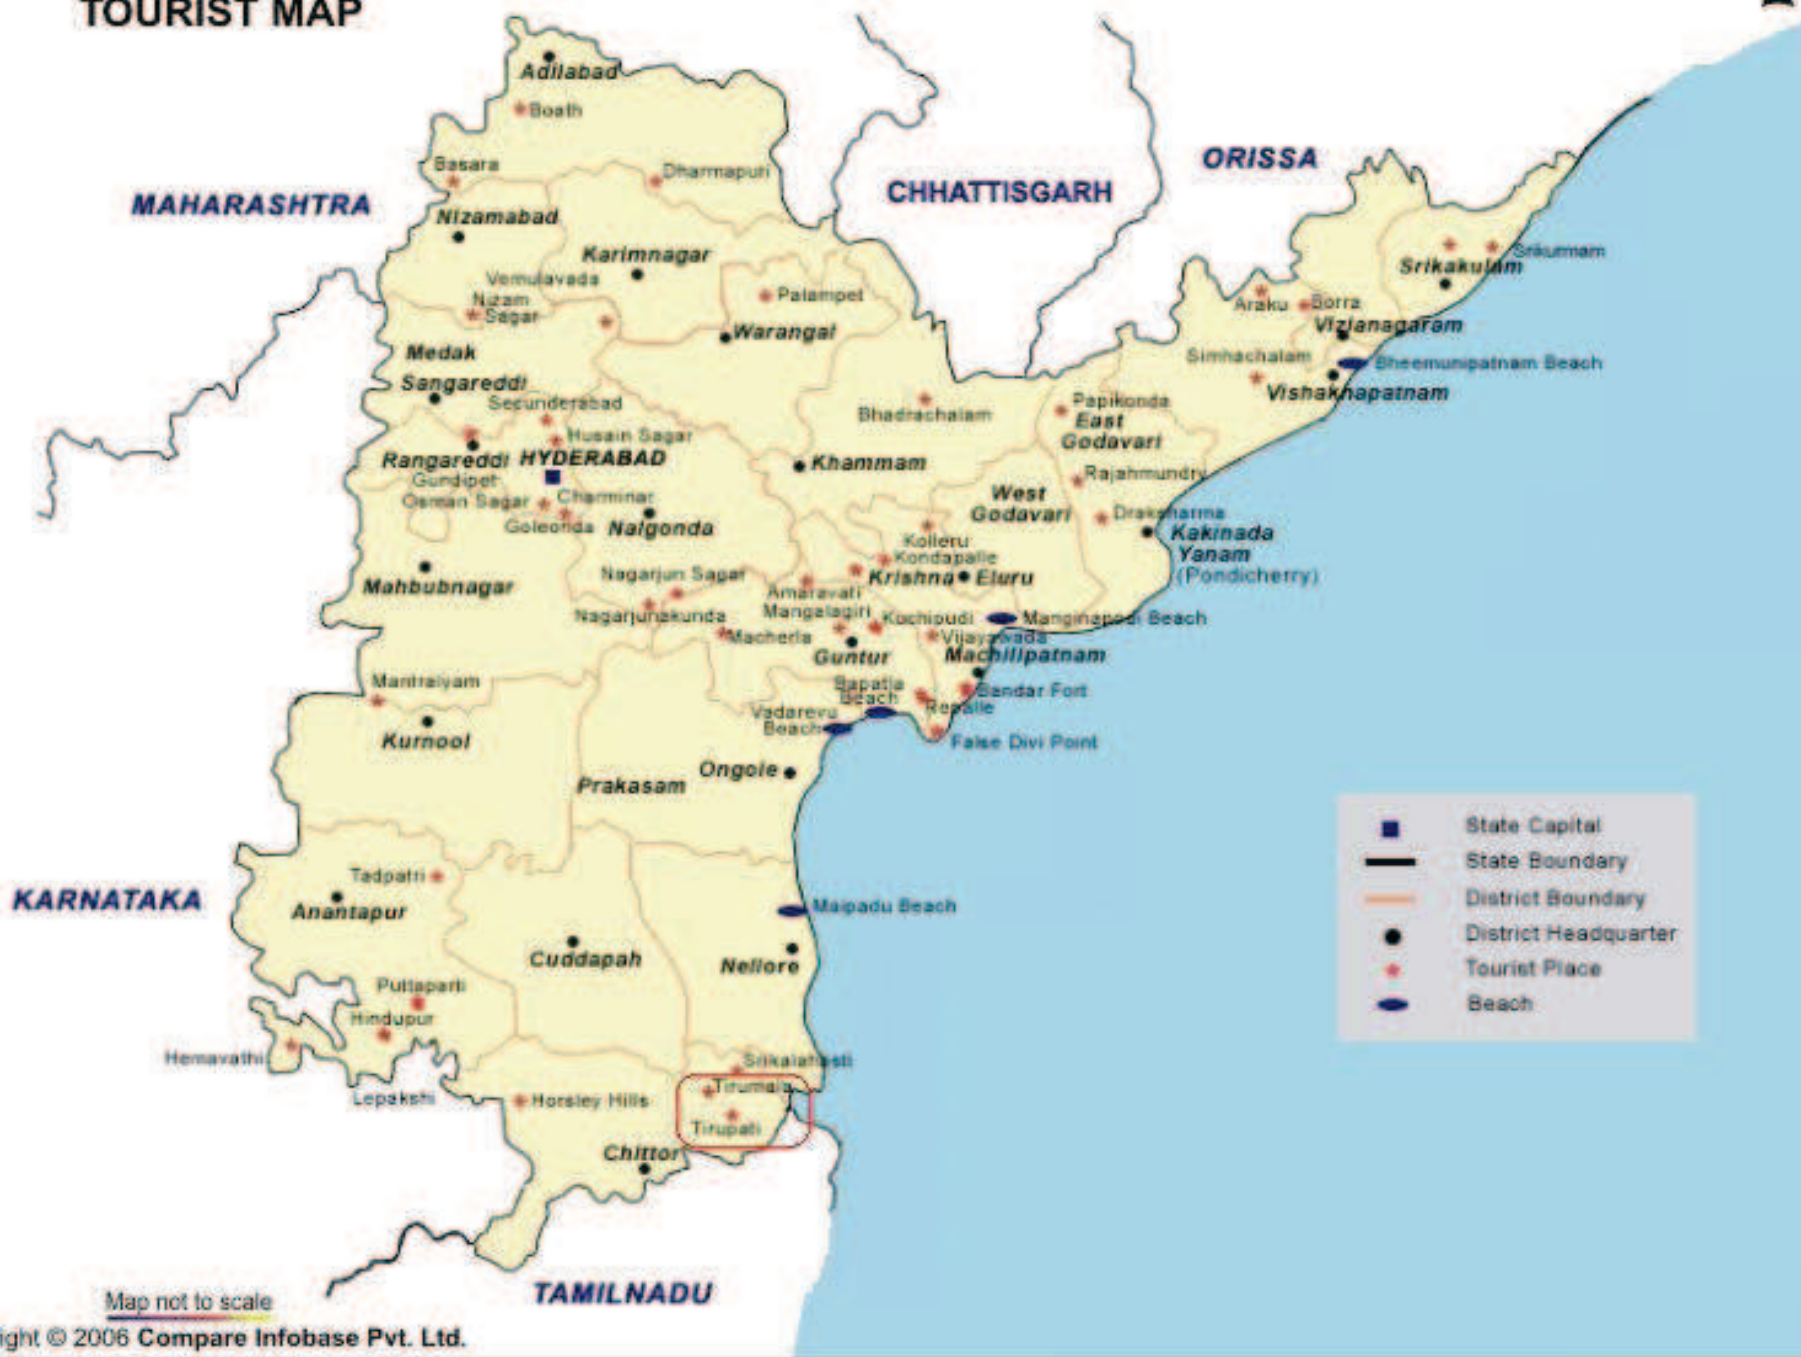 TOURIST MAP
Adilabad
Boath
Basara
Dharmapuri
ORISSA
CHHATTISGARH
MAHARASHTRA
Nizamabad
Karimnagar
Srikurmam
Srikakulam
Vemulavada
Nizam
Sagar
Palampet
Araku
Borra
Warangal
Vizianagaram
Medak
Simhachalam
Bheemunipatnam Beach
Sangareddi
Vishakhapatnam
Secunderabad
Bhadrachalam
Papikonda
East
Godavari
Husain Sagar
Rangareddi
HYDERABAD
Khammam
Gundipet
Rajahmundry
Osman Sagar
Charminar
West
Godavari
Goleonda
Nalgonda
Draksharma
Kakinada
Yanam
(Pondicherry)
Kolleru
Kondapalle
Krishna
Eluru
Mahbubnagar
Nagarjun Sagar
Amaravati
Nagarjunakunda
Mangalagiri
Kuchipudi
Manginapudi Beach
Macherla
Vijayawada
Guntur
Machilipatnam
Mantralyam
Bapatla
Beach
Bandar Fort
Repalle
Vadarevu
Beach
False Divi Point
Kurnool
Ongole
Prakasam
State Capital
State Boundary
District Boundary
District Headquarter
Tourist Place
Beach
KARNATAKA
Tadpatri
Anantapur
Maipadu Beach
Cuddapah
Nellore
Puttaparti
Hindupur
Hemavathi
Lepakshi
Srikalahasti
Tirumala
Horsley Hills
Tirupati
Chittor
TAMILNADU
Map not to scale
ight © 2006 Compare Infobase Pvt. Ltd.